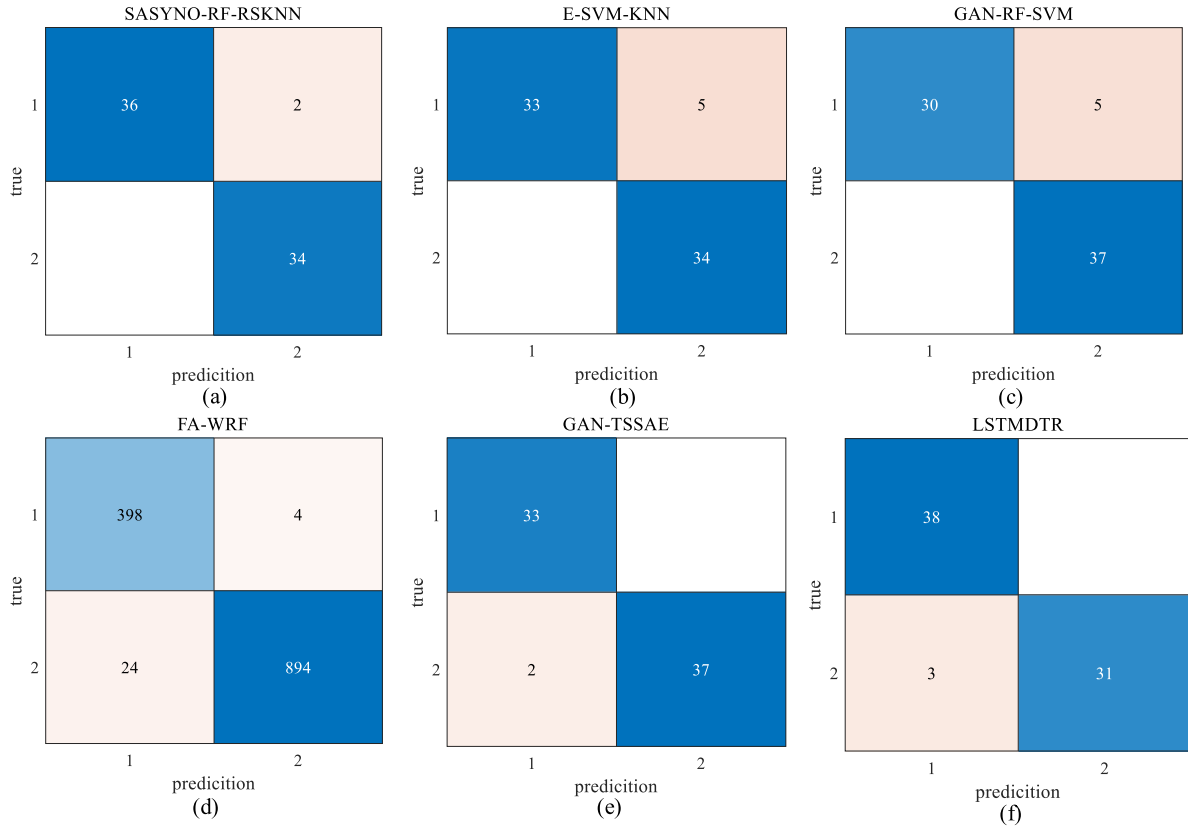 SASYNO-RF-RSKNN
1
36
2
true
2
34
1
2
predicition
(a)
E-SVM-KNN
1
33
5
true
2
34
1
2
predicition
(b)
GAN-RF-SVM
1
30
5
true
2
37
1
2
predicition
(c)
FA-WRF
1
398
4
true
2
24
894
1
2
predicition
(d)
GAN-TSSAE
1
33
true
2
2
37
1
2
predicition
(e)
LSTMDTR
1
38
true
2
3
31
1
2
predicition
(f)